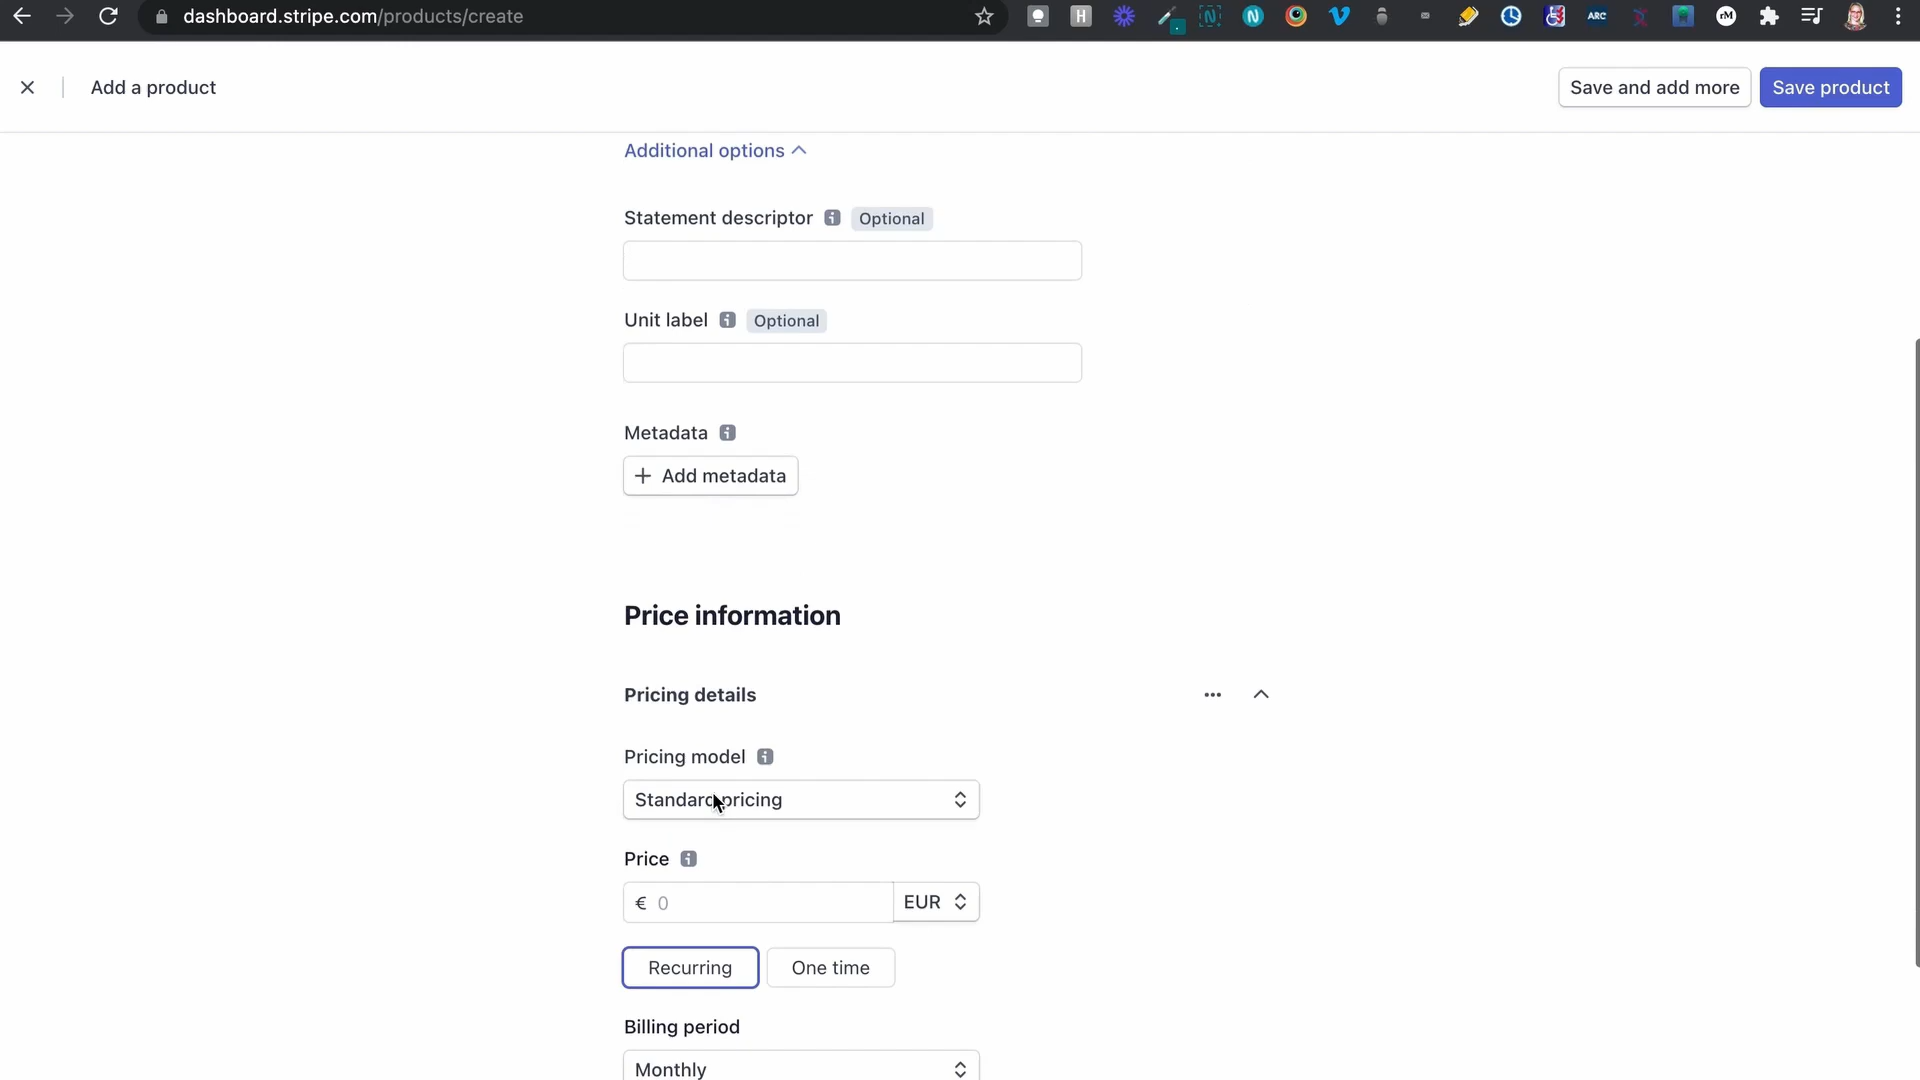 dashboard.stripe.com/products/create
H
N
N
ARC
rM
Add a product
Save and add more
Save product
Additional options
Statement descriptor i Optional
Unit label i Optional
Metadata i
+ Add metadata
Price information
Pricing details
Pricing model i
Standard pricing
Price i
€ 0
EUR
Recurring
One time
Billing period
Monthly